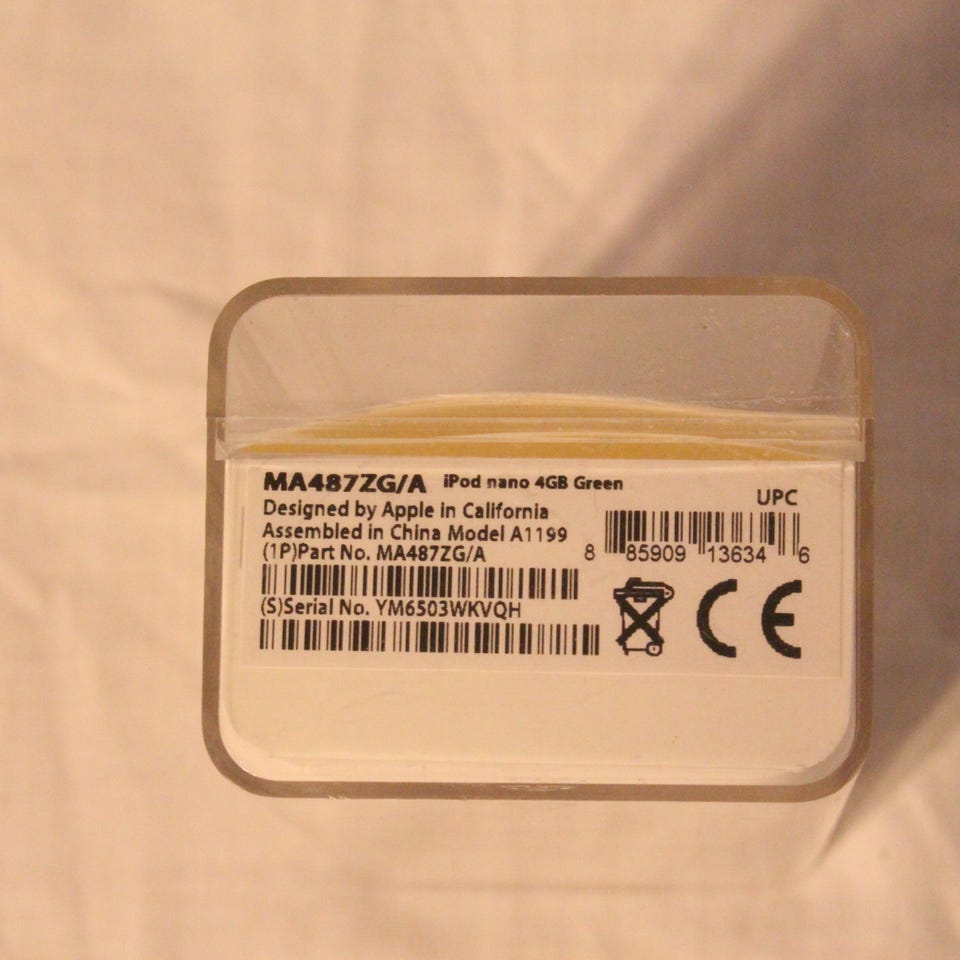 MA487ZG/A iPod nano 4GB Green
Designed by Apple in California
Assembled in China Model A1199
(1P)Part No. MA487ZG/A
(S)Serial No. YM6503WKVQH
UPC
8 85909 13634 6
CE